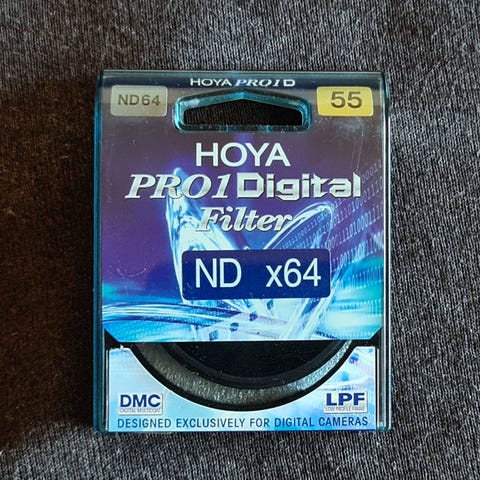 HOYA PRO1 D
ND64
55
HOYA
PRO1 Digital
Filter
ND x64
DMC
DIGITAL MULTICOAT
LPF
LOW PROFILE FRAME
DESIGNED EXCLUSIVELY FOR DIGITAL CAMERAS